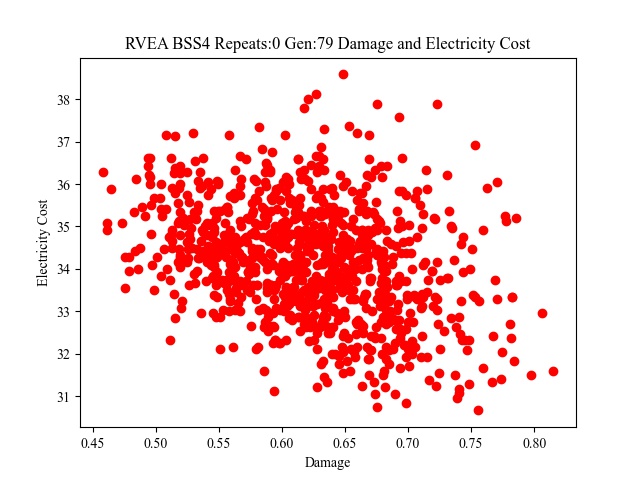 RVEA BSS4 Repeats:0 Gen:79 Damage and Electricity Cost
38
37
36
35
34
33
32
31
Electricity Cost
0.45 0.50 0.55 0.60 0.65 0.70 0.75 0.80
Damage